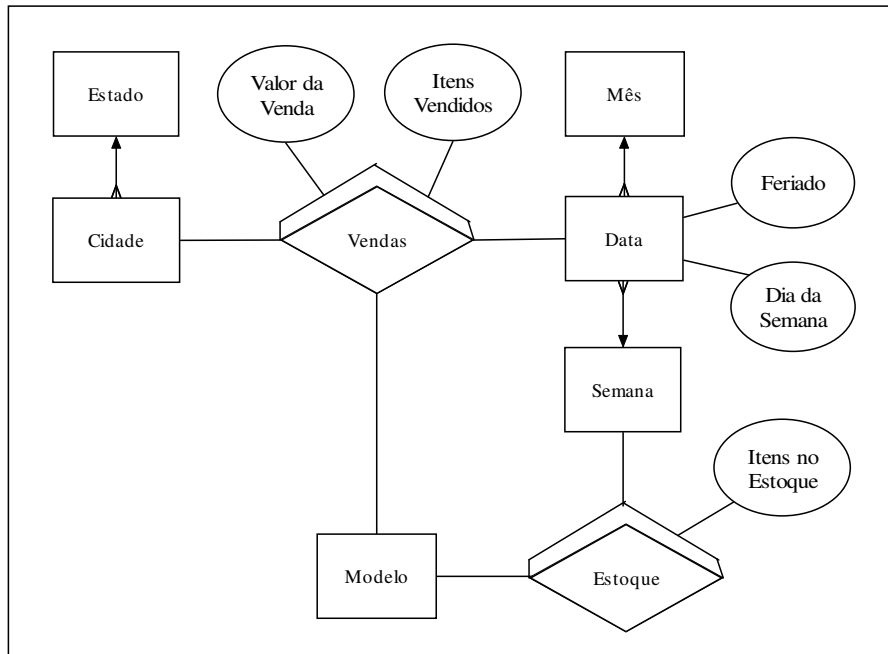 Estado
Valor da
Venda
Itens
Vendidos
Mês
Feriado
Cidade
Vendas
Data
Dia da
Semana
Semana
Itens no
Estoque
Modelo
Estoque